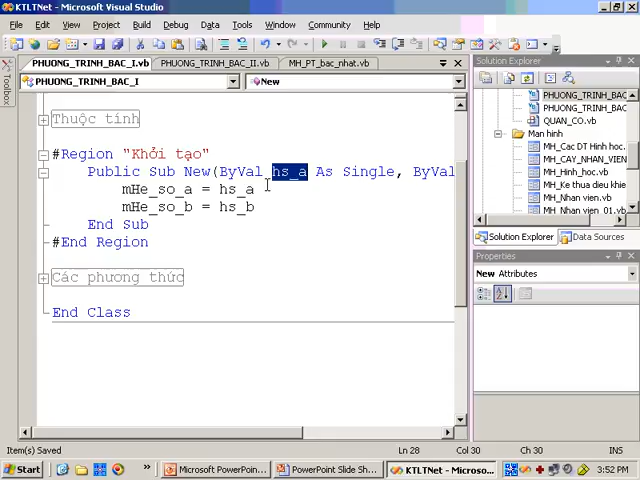 KTLTNet - Microsoft Visual Studio
File Edit View Project Build Debug Data Tools Window Community Help
PHUONG_TRINH_BAC_I.vb PHUONG_TRINH_BAC_II.vb MH_PT_bac_nhat.vb
PHUONG_TRINH_BAC_I New
Toolbox
Thuộc tính
#Region "Khởi tạo"
Public Sub New(ByVal hs_a As Single, ByVal
mHe_so_a = hs_a
mHe_so_b = hs_b
End Sub
#End Region
Các phương thức
End Class
Solution Explorer
PHUONG_TRINH_BAC
PHUONG_TRINH_BAC
QUAN_CO.vb
Man hinh
MH_Cac DT Hinh hoc.
MH_CAY_NHAN_VIEN
MH_Hinh hoc.vb
MH_Ke thua dieu khie
MH_Nhan vien.vb
MH_Nhan vien_01.vb
Solution Explorer Data Sources
Properties
New Attributes
Item(s) Saved Ln 28 Col 30 Ch 30 INS
Start Microsoft PowerPoin... PowerPoint Slide Sh... KTLTNet - Microso... 3:52 PM